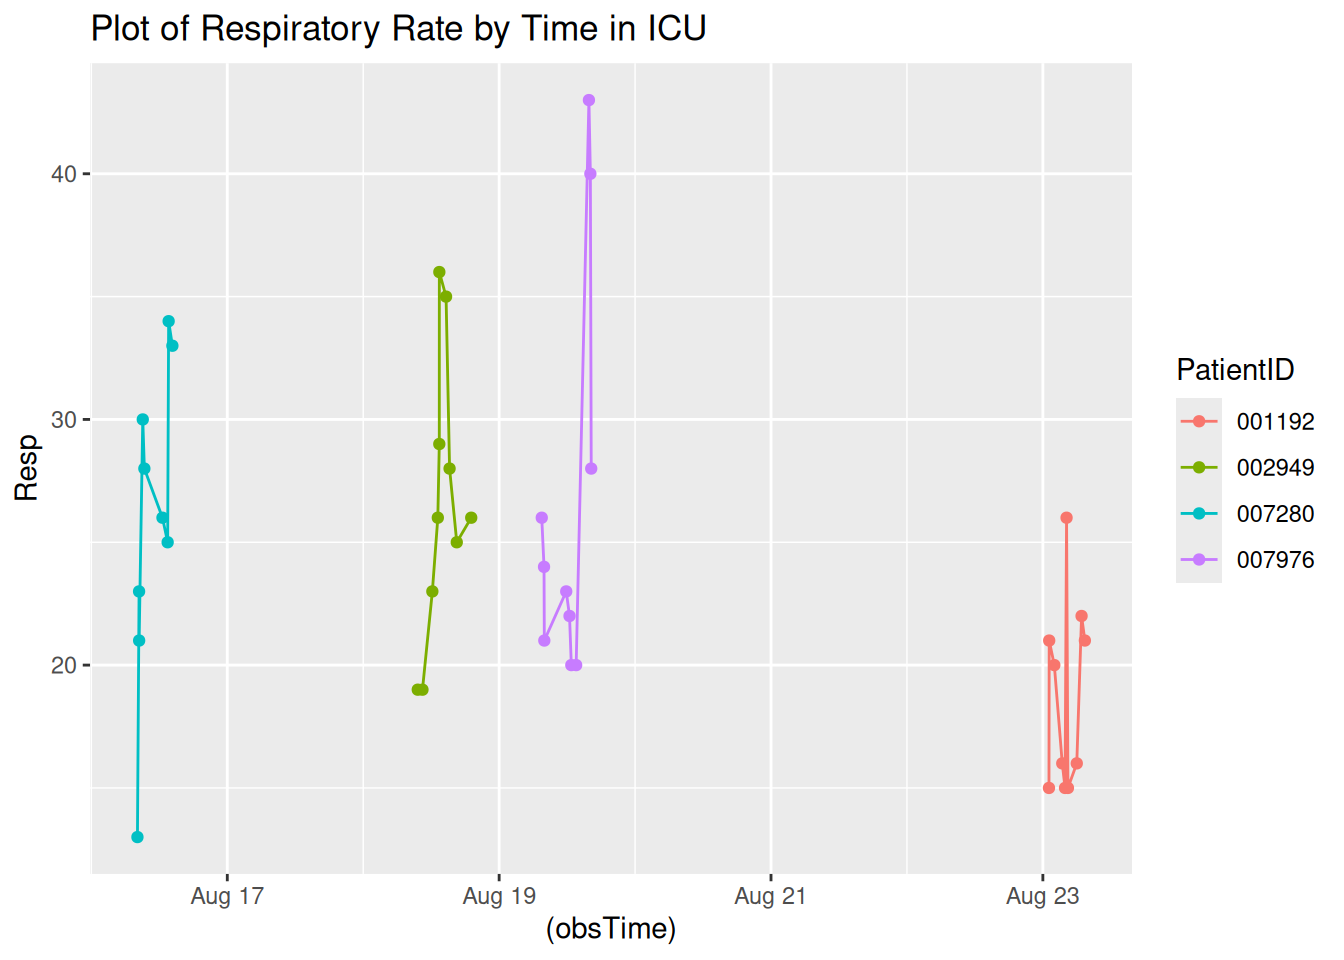 Plot of Respiratory Rate by Time in ICU
40
30
20
Resp
Aug 17
Aug 19
Aug 21
Aug 23
(obsTime)
PatientID
001192
002949
007280
007976